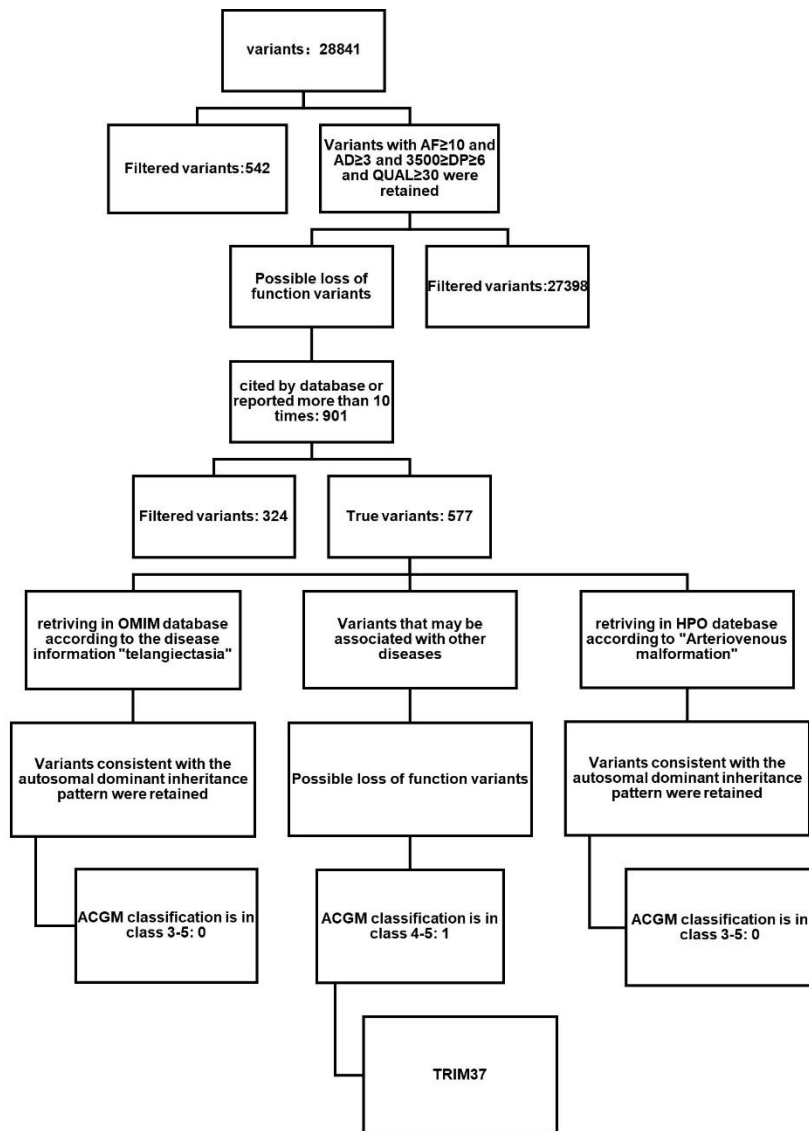 variants：28841
Filtered variants:542
Variants with AF≥10 and
AD≥3 and 3500≥DP≥6
and QUAL≥30 were
retained
Possible loss of
function variants
Filtered variants:27398
cited by database or
reported more than 10
times: 901
Filtered variants: 324
True variants: 577
retriving in OMIM database
according to the disease
information "telangiectasia"
Variants that may be
associated with other
diseases
retriving in HPO datebase
according to "Arteriovenous
malformation"
Variants consistent with the
autosomal dominant inheritance
pattern were retained
Possible loss of function variants
Variants consistent with the
autosomal dominant inheritance
pattern were retained
ACGM classification is in
class 3-5: 0
ACGM classification is in
class 4-5: 1
ACGM classification is in
class 3-5: 0
TRIM37